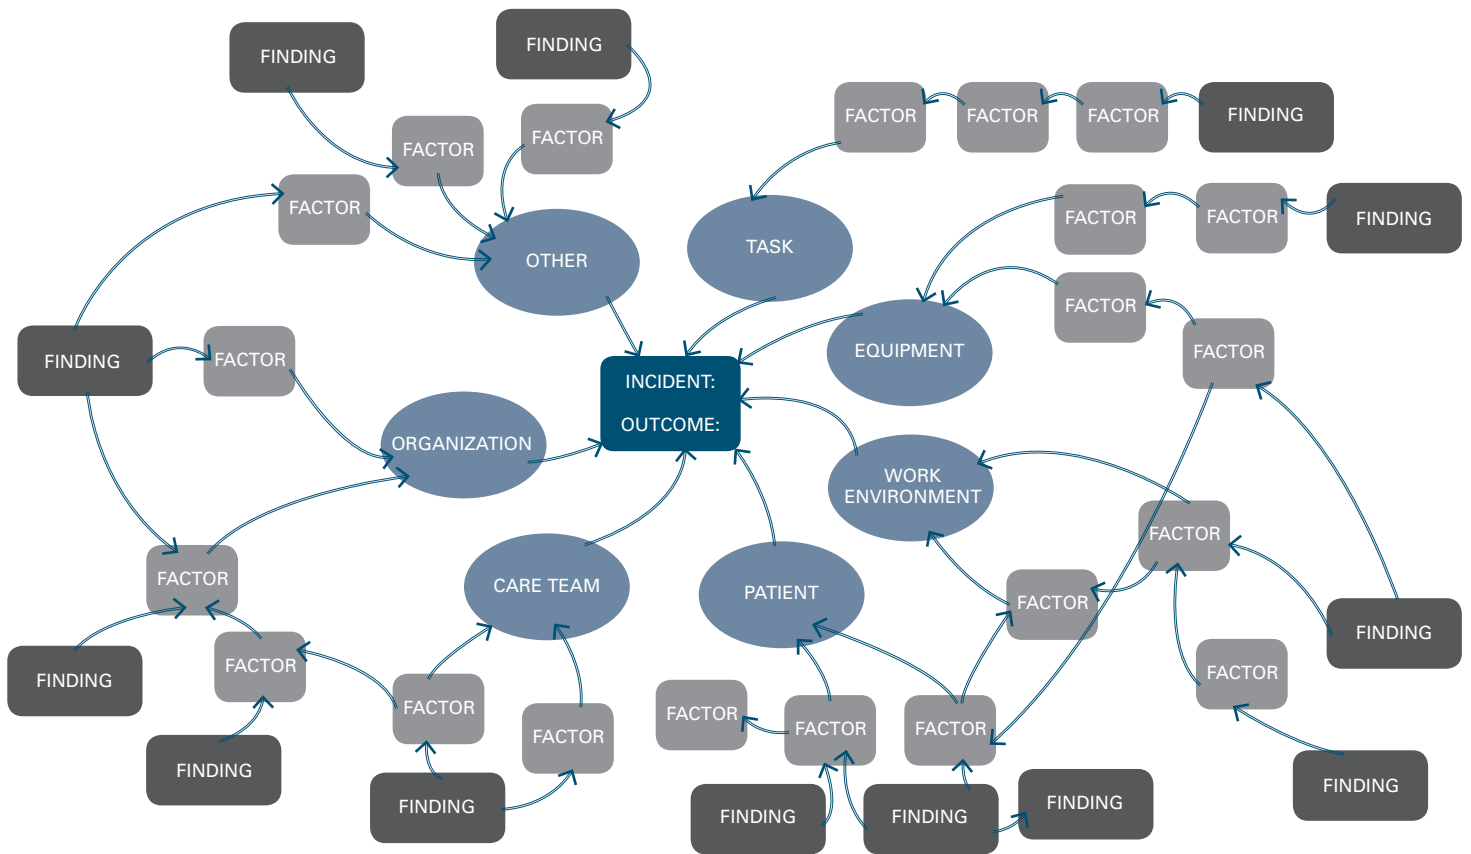 FINDING
FINDING
FACTOR
FACTOR
FACTOR
FACTOR
FACTOR
FACTOR
FINDING
OTHER
TASK
FACTOR
FACTOR
FINDING
FACTOR
FACTOR
EQUIPMENT
FINDING
FACTOR
INCIDENT:
OUTCOME:
ORGANIZATION
WORK
ENVIRONMENT
FACTOR
FACTOR
CARE TEAM
PATIENT
FACTOR
FINDING
FINDING
FACTOR
FACTOR
FACTOR
FACTOR
FACTOR
FACTOR
FACTOR
FINDING
FINDING
FINDING
FINDING
FINDING
FINDING